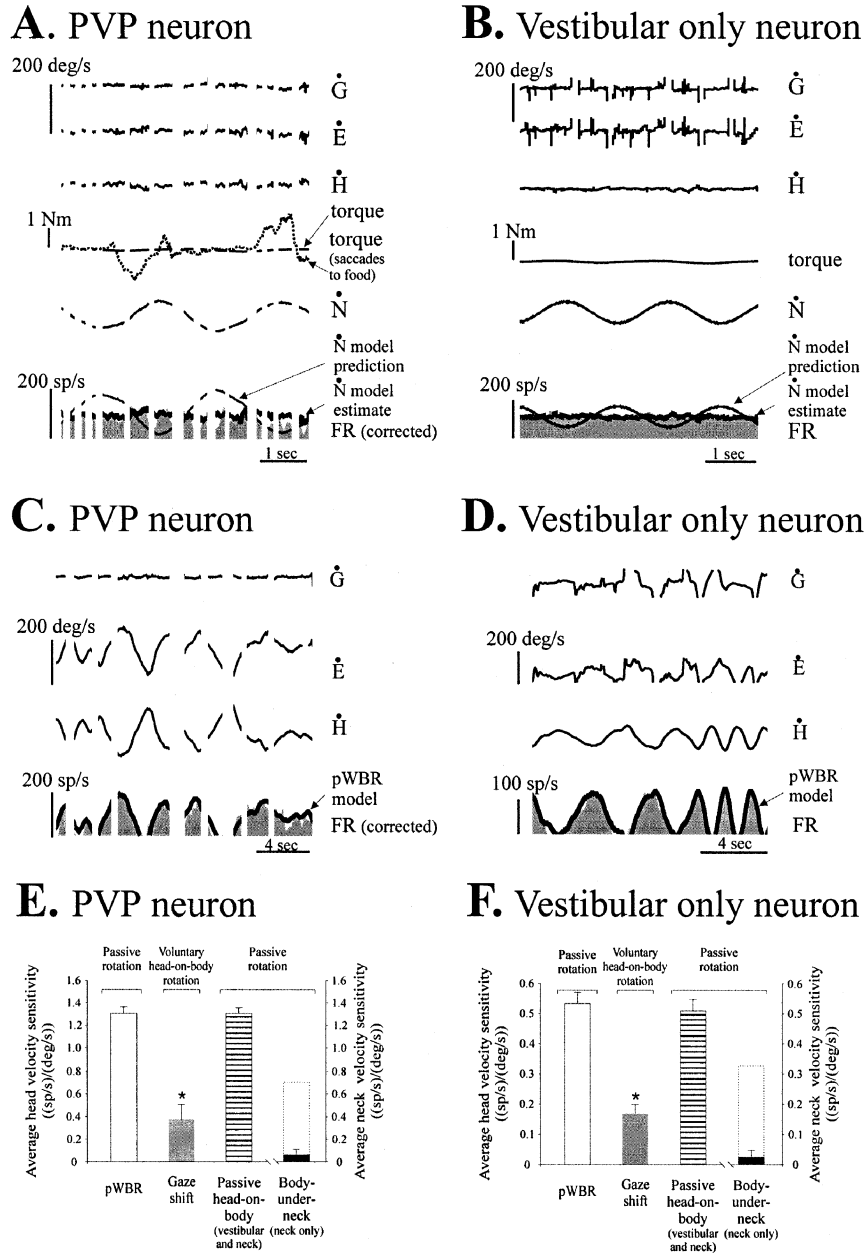 A. PVP neuron
200 deg/s
Ġ
Ė
Ḣ
1 Nm
torque
torque
(saccades
to food)
Ṅ
Ṅ model
prediction
200 sp/s
Ṅ model
estimate
FR (corrected)
1 sec
B. Vestibular only neuron
200 deg/s
Ġ
Ė
Ḣ
1 Nm
torque
Ṅ
Ṅ model
prediction
200 sp/s
Ṅ model
estimate
FR
1 sec
C. PVP neuron
Ġ
200 deg/s
Ė
Ḣ
200 sp/s
pWBR
model
FR (corrected)
4 sec
D. Vestibular only neuron
Ġ
200 deg/s
Ė
Ḣ
100 sp/s
pWBR
model
FR
4 sec
E. PVP neuron
Passive
rotation
Voluntary
head-on-body
rotation
Passive
rotation
Average head velocity sensitivity
((sp/s)/(deg/s))
1.6
1.4
1.2
1.0
0.8
0.6
0.4
0.2
0
*
1.6
1.4
1.2
1.0
0.8
0.6
0.4
0.2
0
Average neck velocity sensitivity
((sp/s)/(deg/s))
pWBR
Gaze
shift
Passive
head-on-
body
(vestibular
and neck)
Body-
under-
neck
(neck only)
F. Vestibular only neuron
Passive
rotation
Voluntary
head-on-body
rotation
Passive
rotation
Average head velocity sensitivity
((sp/s)/(deg/s))
0.6
0.5
0.4
0.3
0.2
0.1
0
*
0.6
0.5
0.4
0.3
0.2
0.1
0
Average neck velocity sensitivity
((sp/s)/(deg/s))
pWBR
Gaze
shift
Passive
head-on-
body
(vestibular
and neck)
Body-
under-
neck
(neck only)